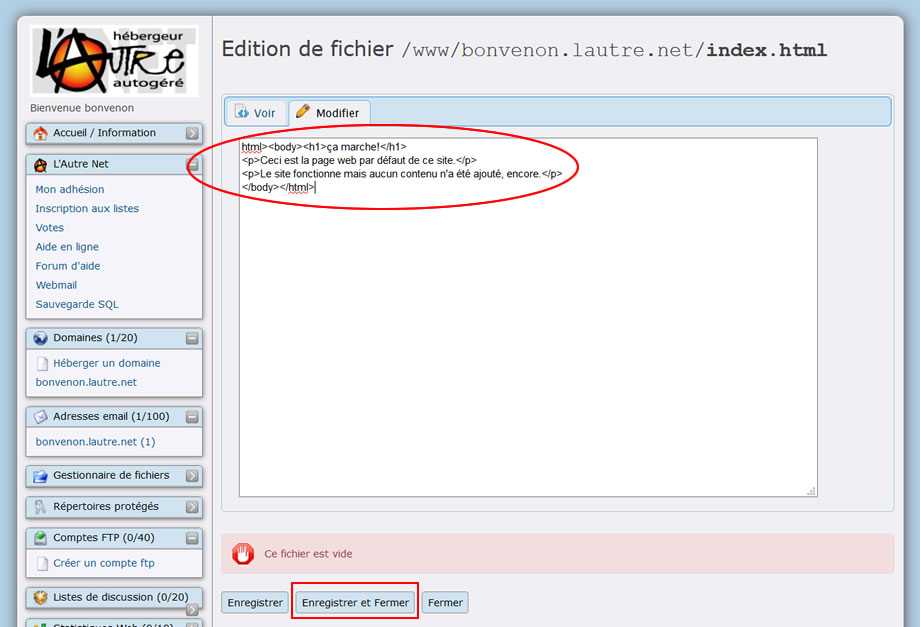 hébergeur
L'AUTRE
autogéré
Bienvenue bonvenon
Accueil / Information
L'Autre Net
Mon adhésion
Inscription aux listes
Votes
Aide en ligne
Forum d'aide
Webmail
Sauvegarde SQL
Domaines (1/20)
Héberger un domaine
bonvenon.lautre.net
Adresses email (1/100)
bonvenon.lautre.net (1)
Gestionnaire de fichiers
Répertoires protégés
Comptes FTP (0/40)
Créer un compte ftp
Listes de discussion (0/20)
Statistiques Web (0/10)
Edition de fichier /www/bonvenon.lautre.net/index.html
Voir
Modifier
html><body><h1>ça marche!</h1>
<p>Ceci est la page web par défaut de ce site.</p>
<p>Le site fonctionne mais aucun contenu n'a été ajouté, encore.</p>
</body></html>
Ce fichier est vide
Enregistrer
Enregistrer et Fermer
Fermer